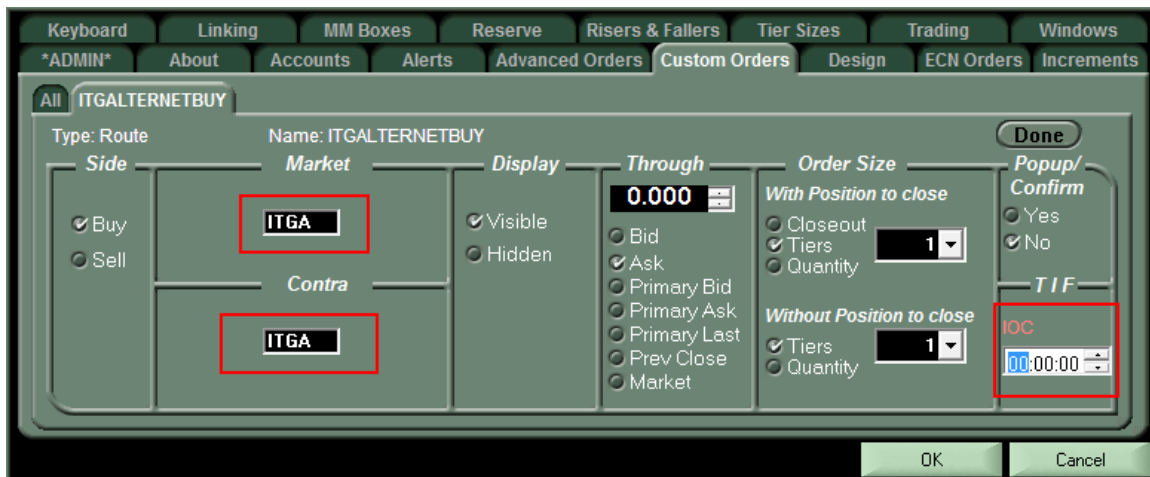 Keyboard Linking MM Boxes Reserve Risers & Fallers Tier Sizes Trading Windows
*ADMIN* About Accounts Alerts Advanced Orders Custom Orders Design ECN Orders Increments
All ITGALTERNETBUY
Type: Route Name: ITGALTERNETBUY Done
Side Market Display Through Order Size Popup/
Confirm
0.000 With Position to close
ITGA Yes
Buy Visible Bid Closeout
No
Sell Hidden Ask Tiers 1
Quantity
Contra Primary Bid TIF
Primary Ask Without Position to close
ITGA Primary Last Tiers 1 IOC
Prev Close Quantity 00:00:00
Market
OK Cancel